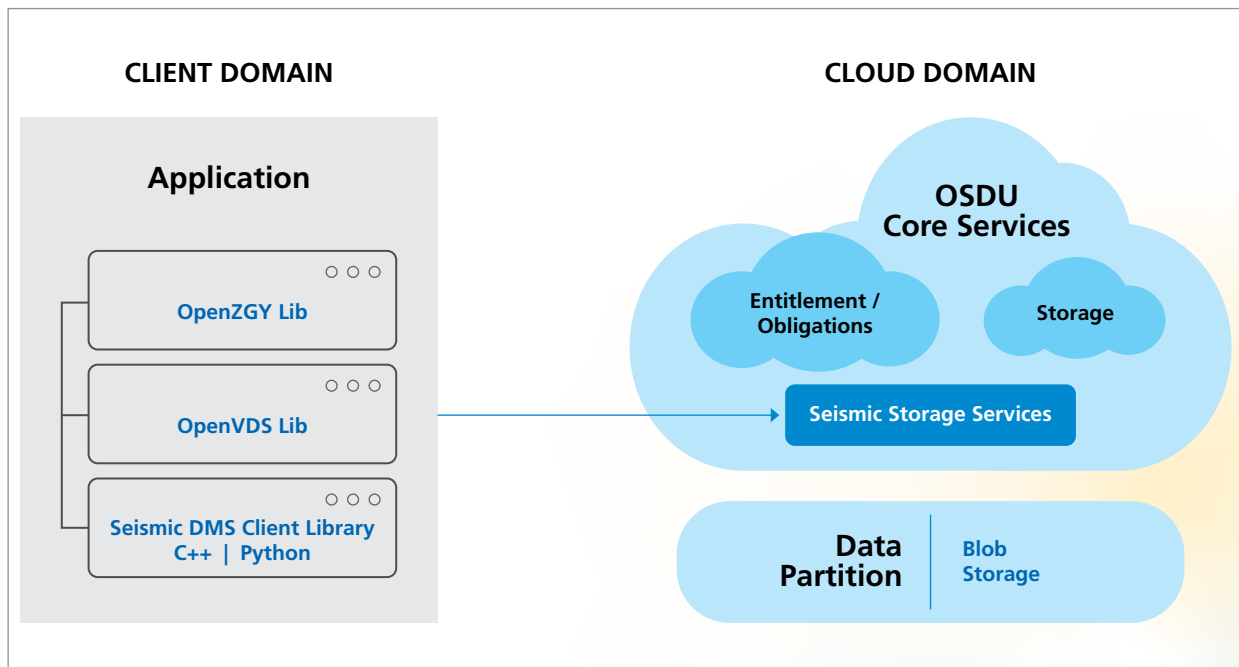 CLIENT DOMAIN
Application
OpenZGY Lib
OpenVDS Lib
Seismic DMS Client Library
C++ | Python
CLOUD DOMAIN
OSDU
Core Services
Entitlement /
Obligations
Storage
Seismic Storage Services
Data
Partition
Blob
Storage